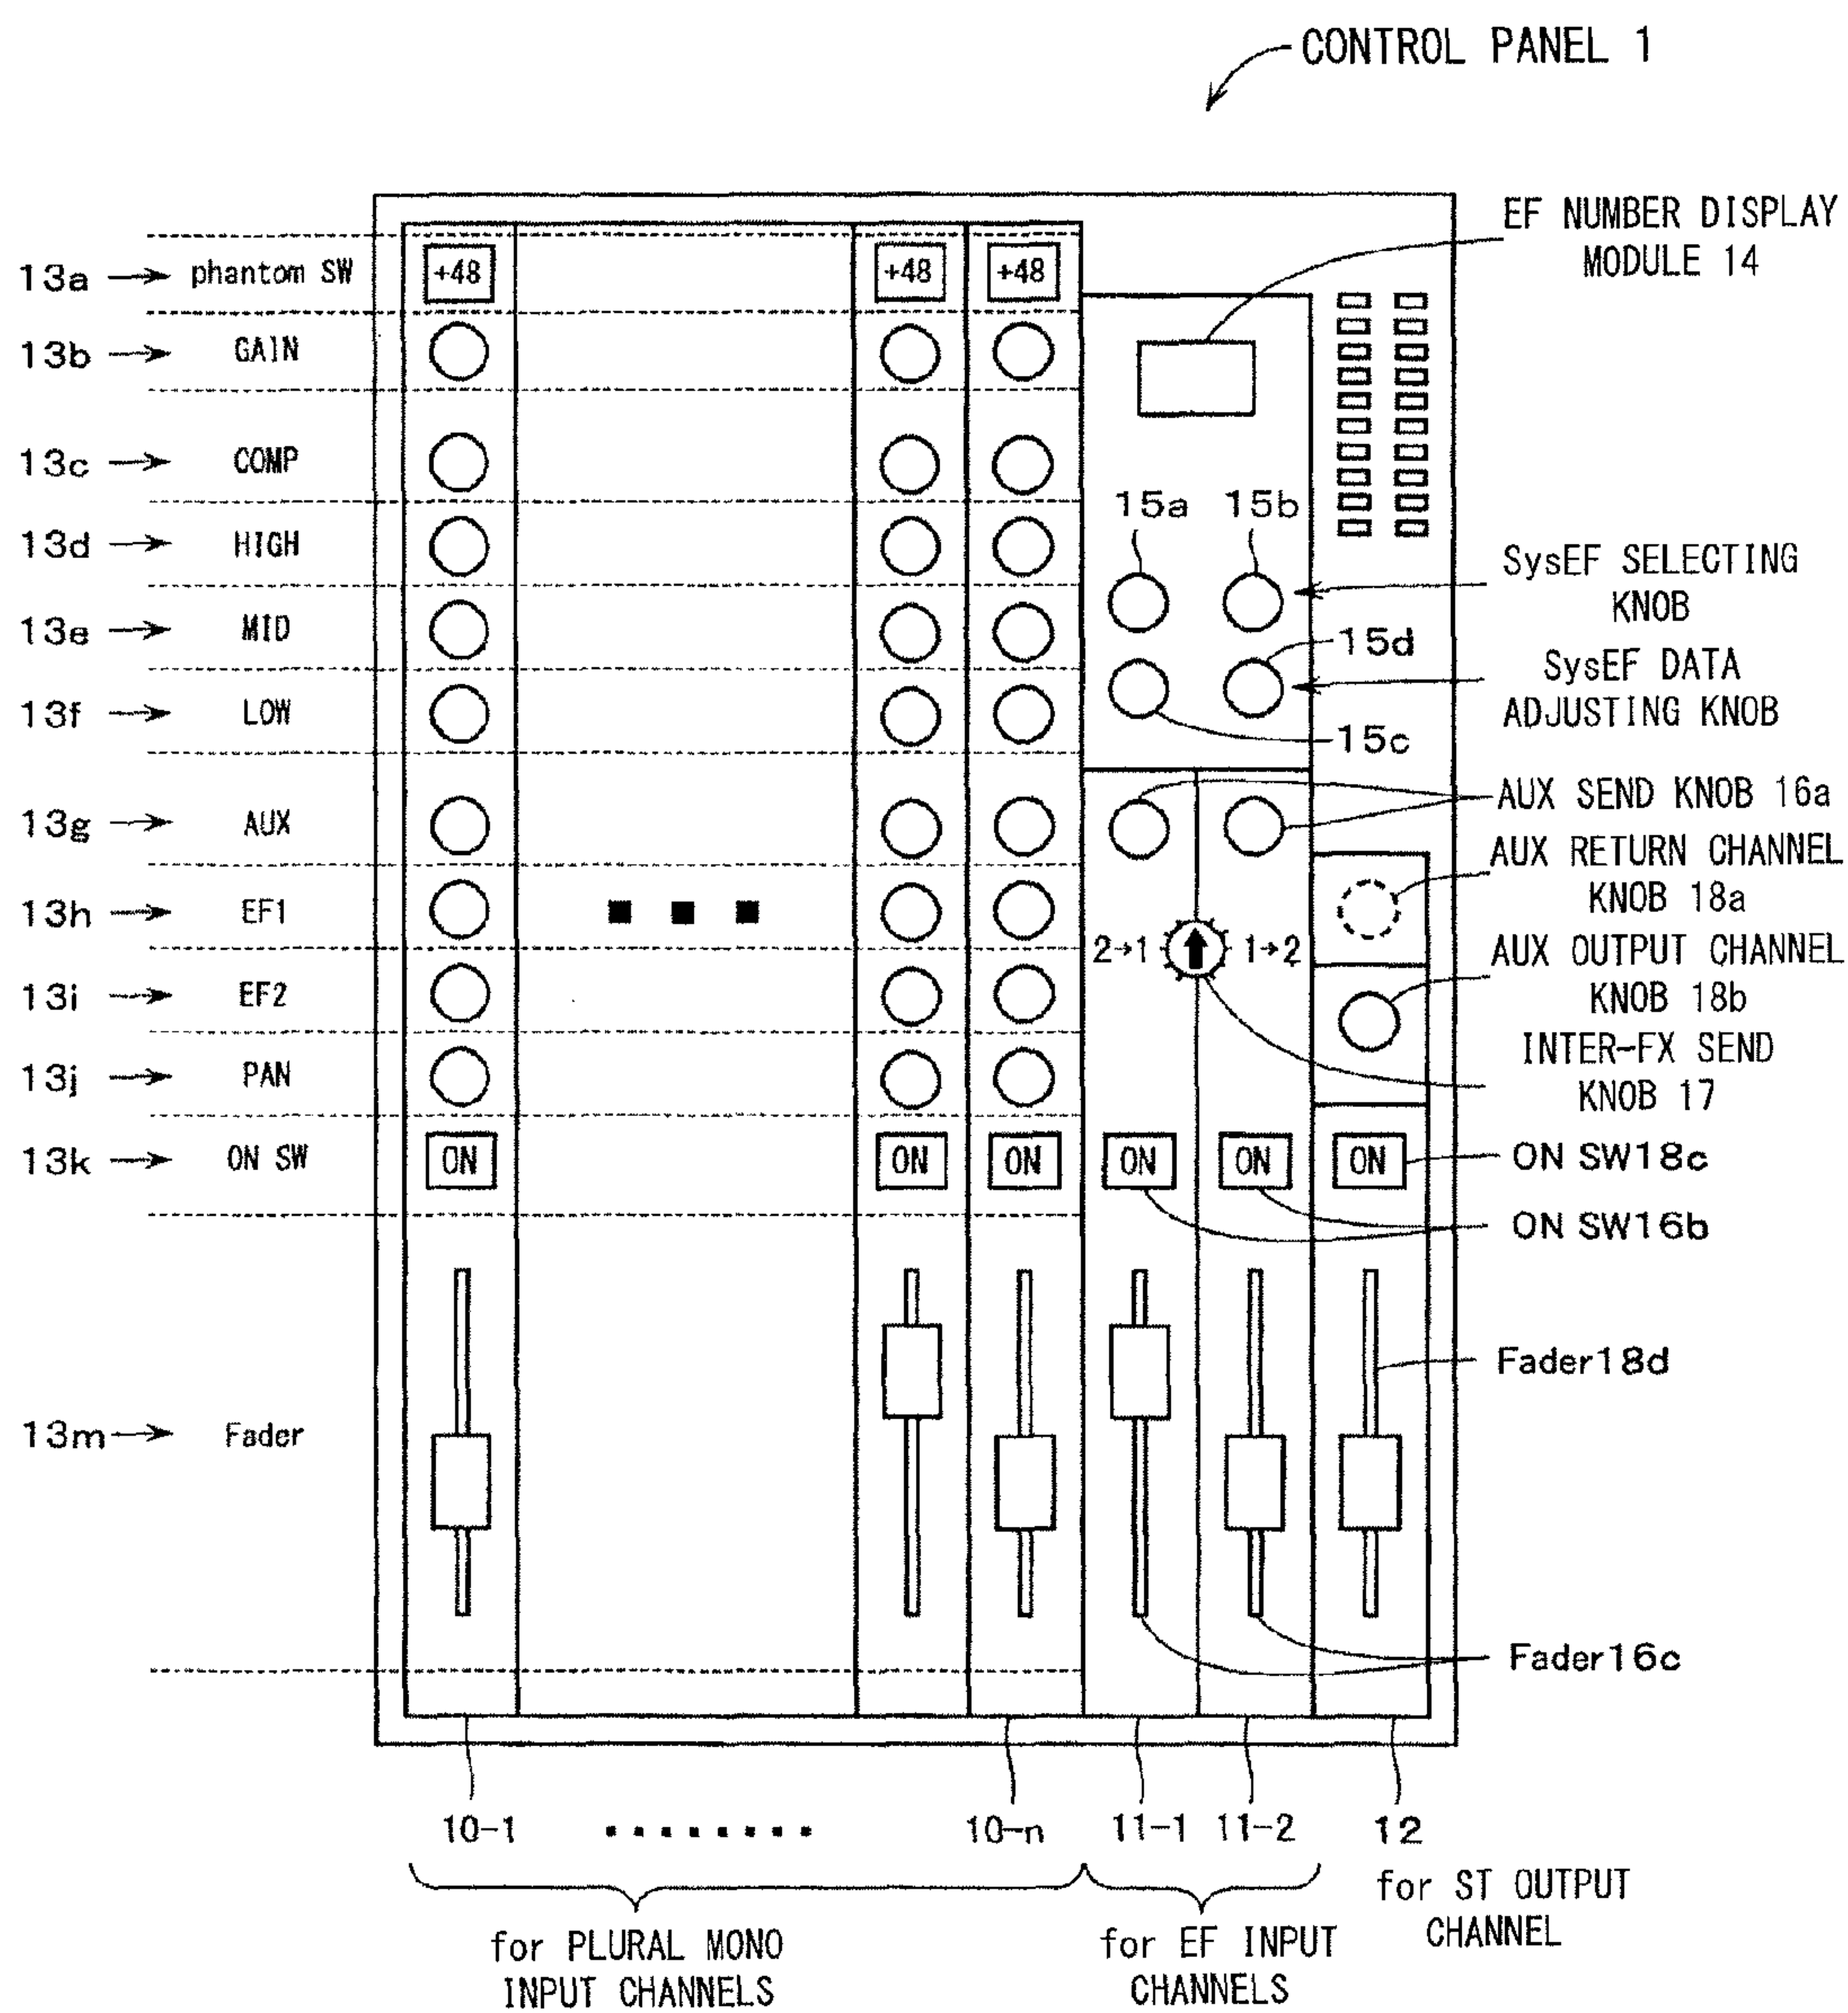 CONTROL PANEL 1
EF NUMBER DISPLAY
MODULE 14
13a
phantom SW
+48
+48
+48
13b
GAIN
13c
COMP
15a
15b
13d
HIGH
SysEF SELECTING
KNOB
13e
MID
15d
SysEF DATA
ADJUSTING KNOB
13f
LOW
15c
13g
AUX
AUX SEND KNOB 16a
AUX RETURN CHANNEL
KNOB 18a
13h
EF1
2→1
1→2
AUX OUTPUT CHANNEL
KNOB 18b
13i
EF2
INTER-FX SEND
KNOB 17
13j
PAN
13k
ON SW
ON
ON
ON
ON
ON
ON
ON SW18c
ON SW16b
Fader18d
13m
Fader
Fader16c
10-1
10-n
11-1
11-2
12
for PLURAL MONO
INPUT CHANNELS
for EF INPUT
CHANNELS
for ST OUTPUT
CHANNEL